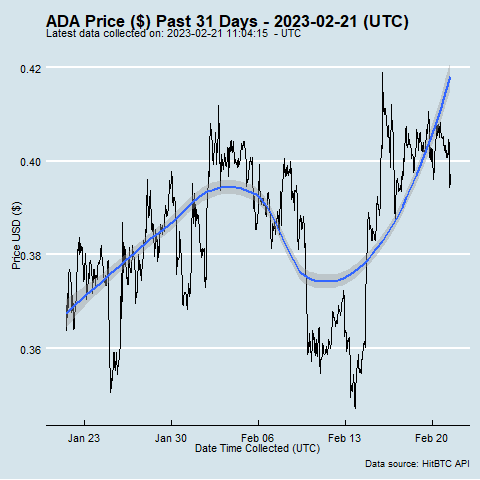 ADA Price ($) Past 31 Days - 2023-02-21 (UTC)
Latest data collected on: 2023-02-21 11:04:15 - UTC
Price USD ($)
0.42
0.40
0.38
0.36
Jan 23 Jan 30 Feb 06 Feb 13 Feb 20
Date Time Collected (UTC)
Data source: HitBTC API